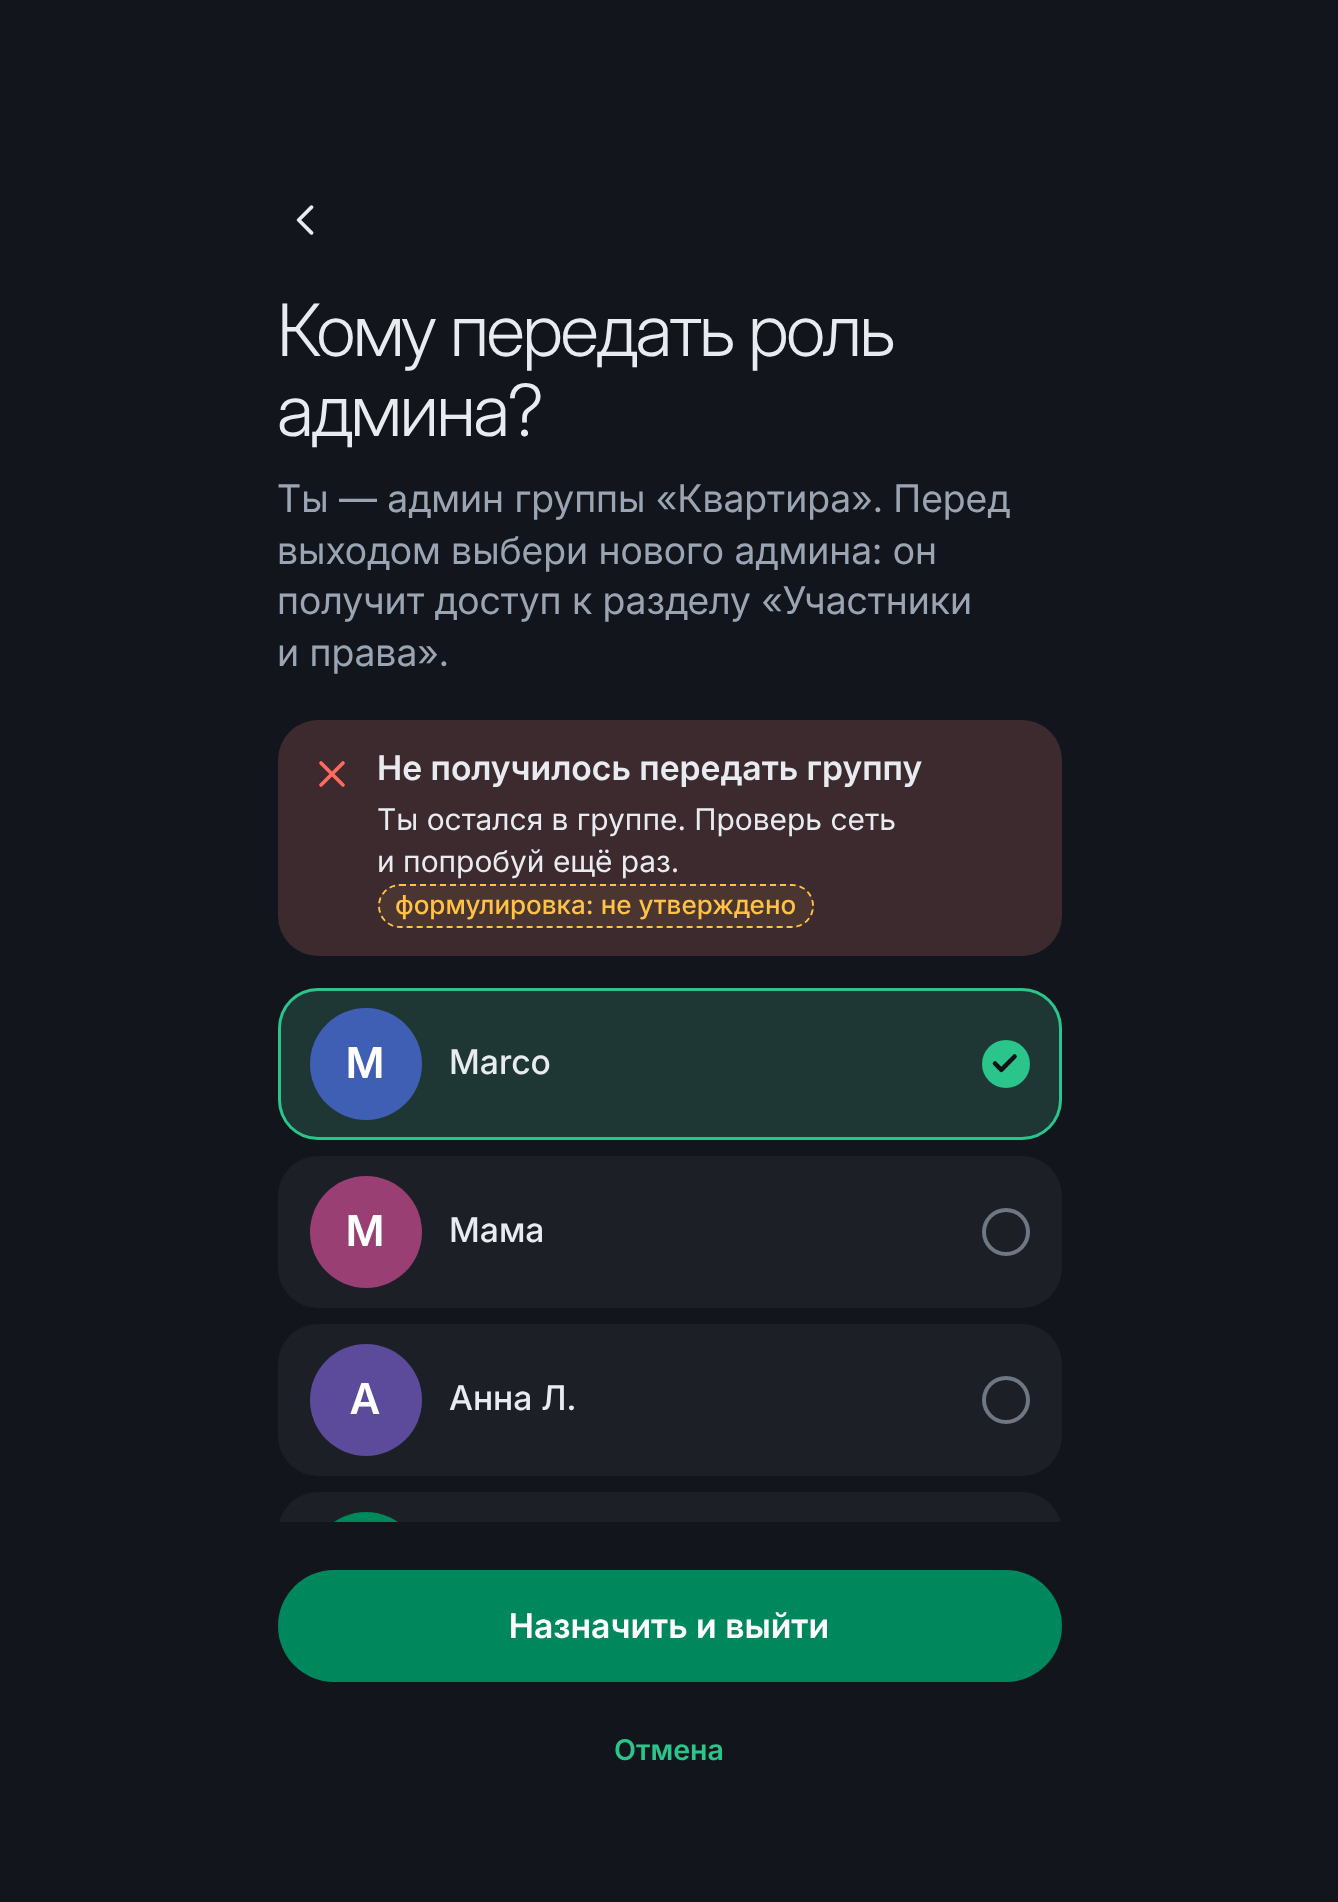 Кому передать роль
админа?
Ты — админ группы «Квартира». Перед
выходом выбери нового админа: он
получит доступ к разделу «Участники
и права».
Не получилось передать группу
Ты остался в группе. Проверь сеть
и попробуй ещё раз.
формулировка: не утверждено
M
Marco
М
Мама
А
Анна Л.
Назначить и выйти
Отмена